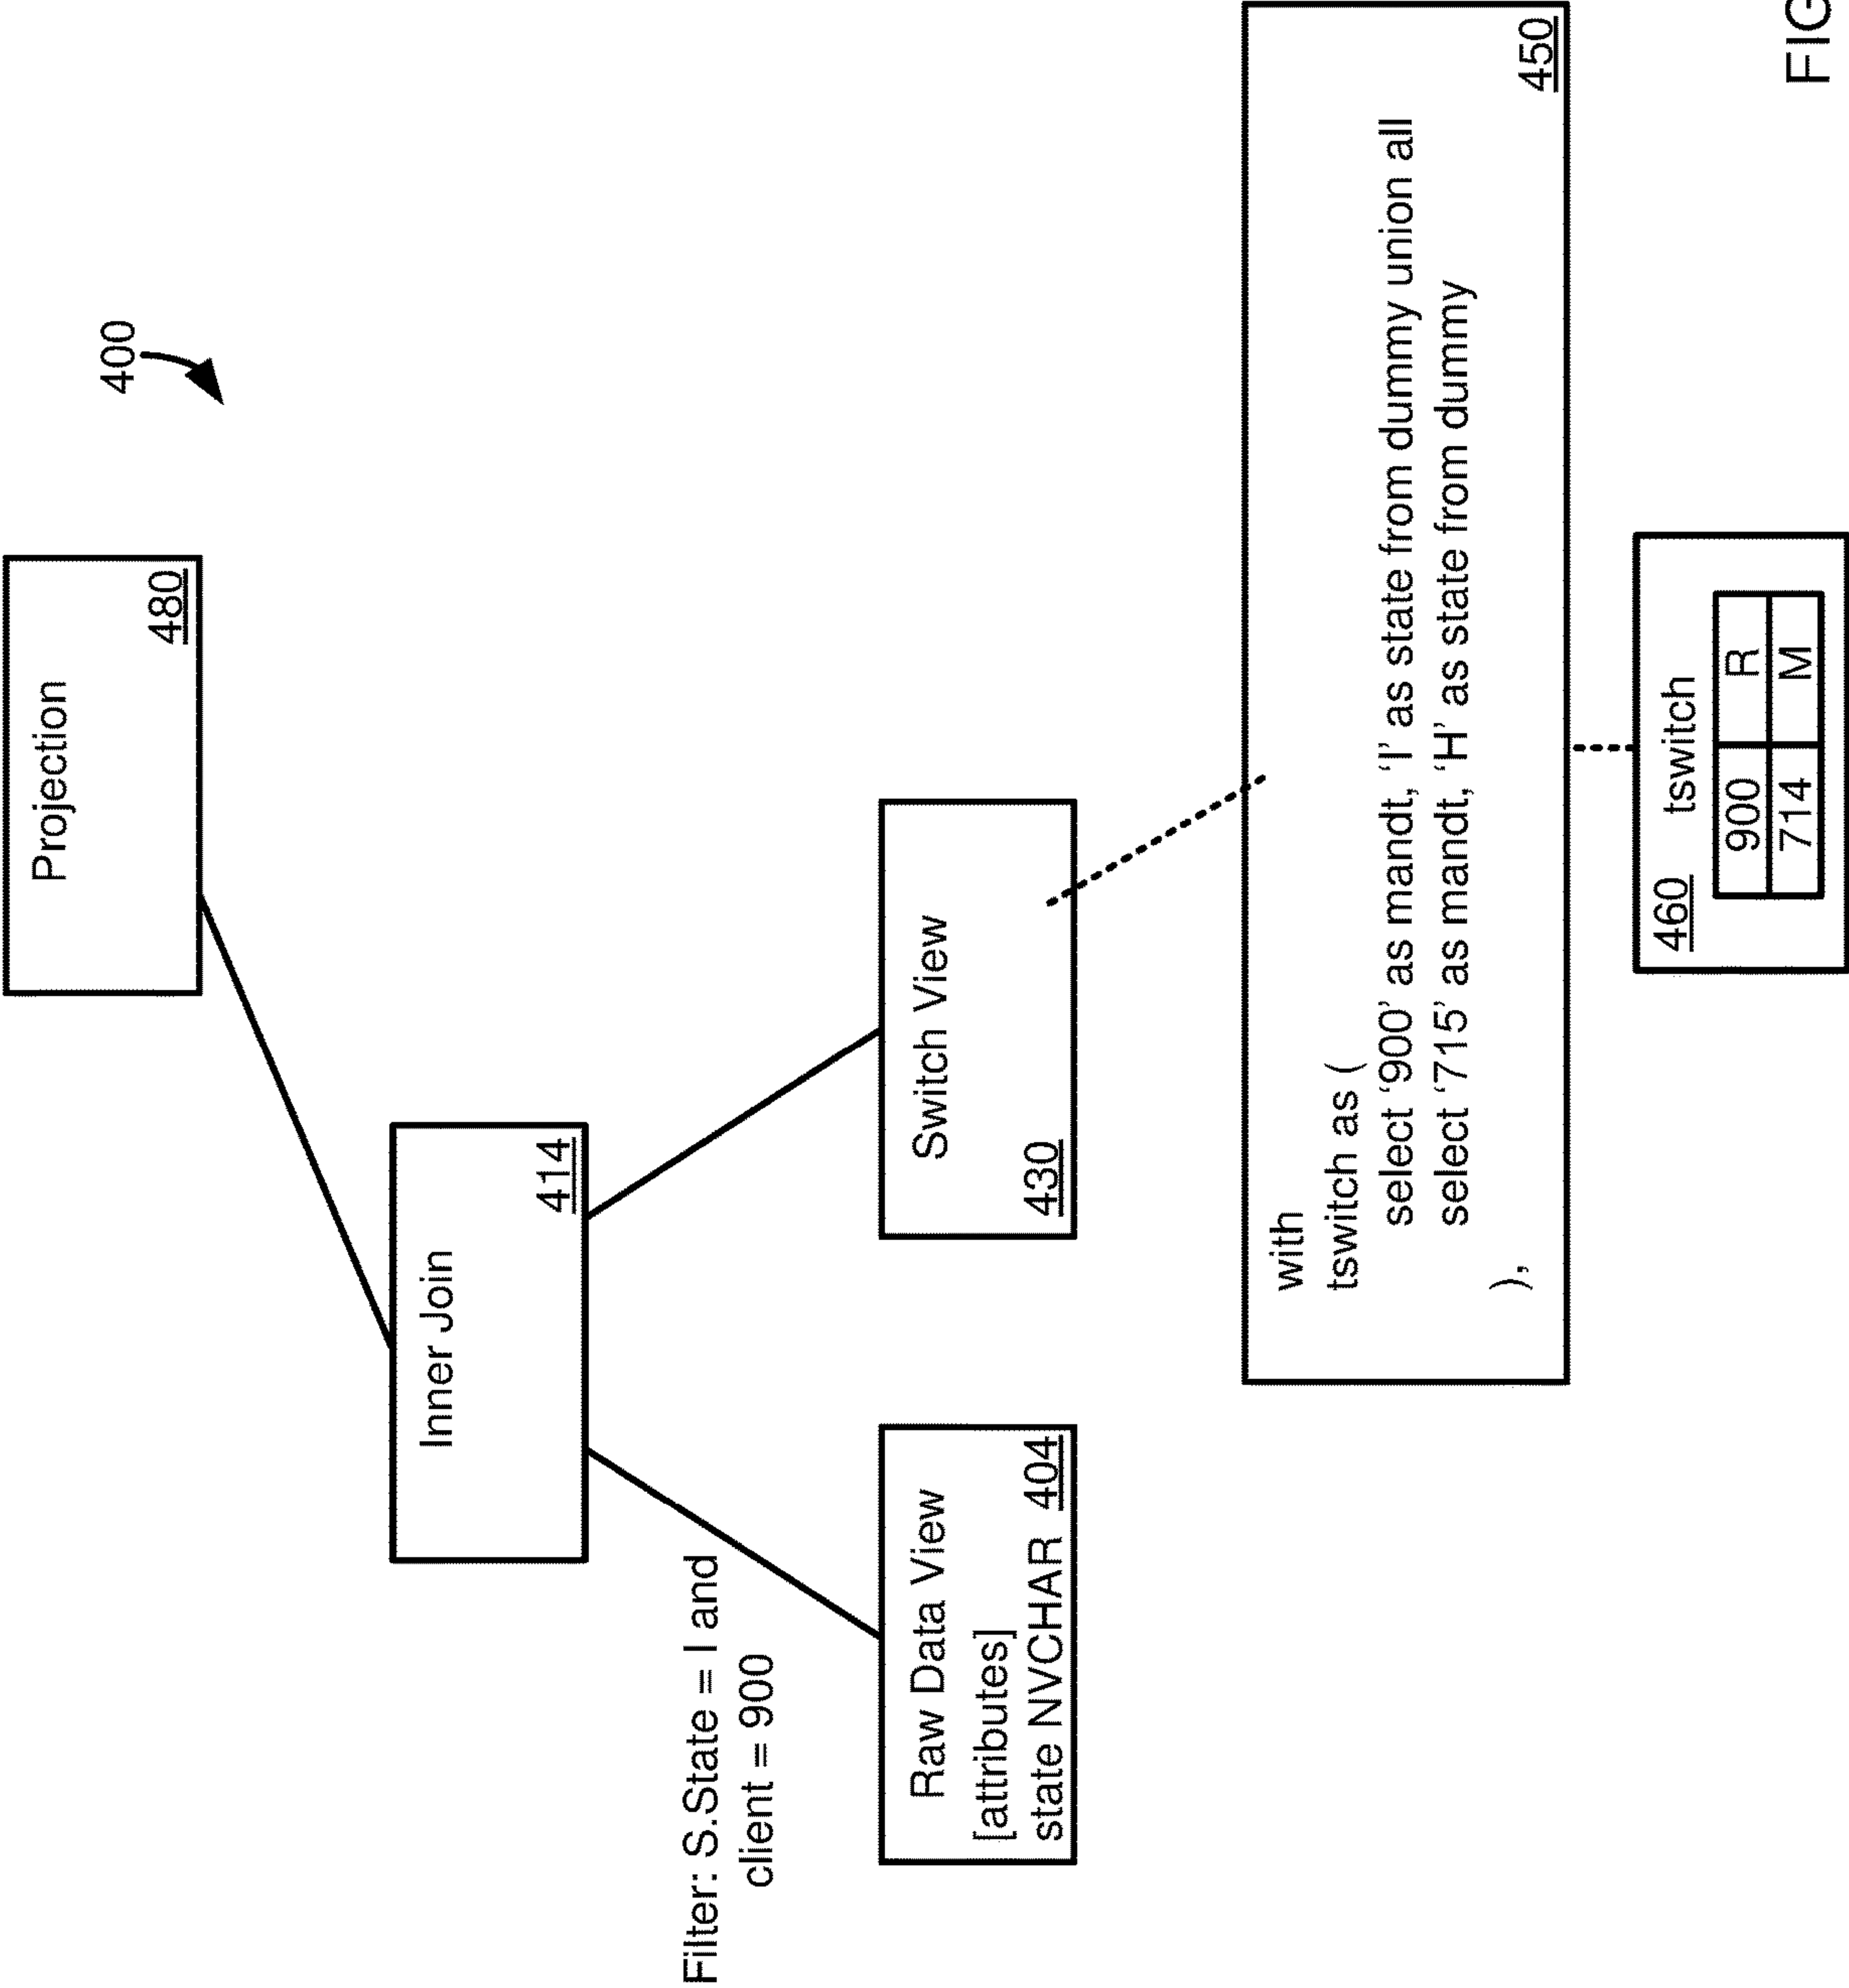 400
Projection
480
Inner Join
414
Filter: S.State = I and
client = 900
Raw Data View
[attributes]
state NVCHAR 404
Switch View
430
with
tswitch as (
select ‘900’ as mandt, ‘I’ as state from dummy union all
select ‘715’ as mandt, ‘H’ as state from dummy
),
450
460 tswitch
900 R
714 M
FIG